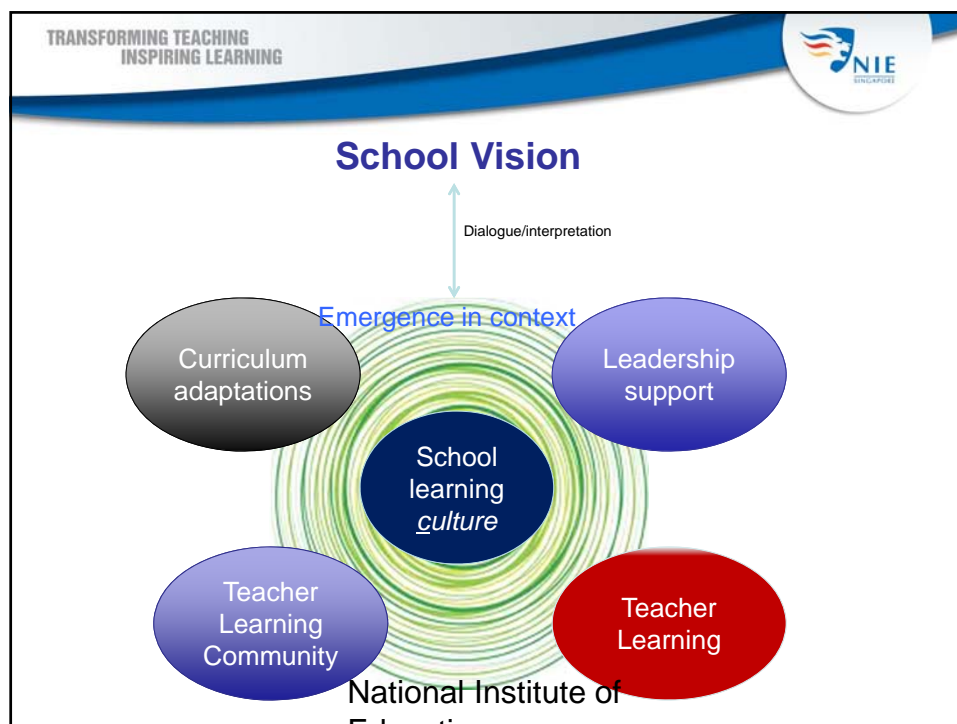 TRANSFORMING TEACHING
INSPIRING LEARNING
NIE
SINGAPORE
School Vision
Dialogue/interpretation
Emergence in context
Curriculum
adaptations
Leadership
support
School
learning
culture
Teacher
Learning
Community
Teacher
Learning
National Institute of